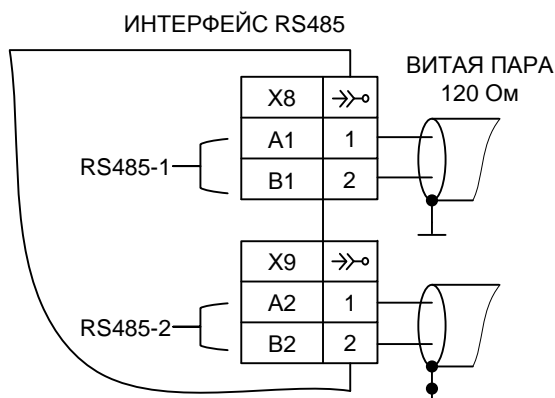 ИНТЕРФЕЙС RS485
ВИТАЯ ПАРА
120 Ом
X8
A1 1
RS485-1
B1 2
X9
A2 1
RS485-2
B2 2